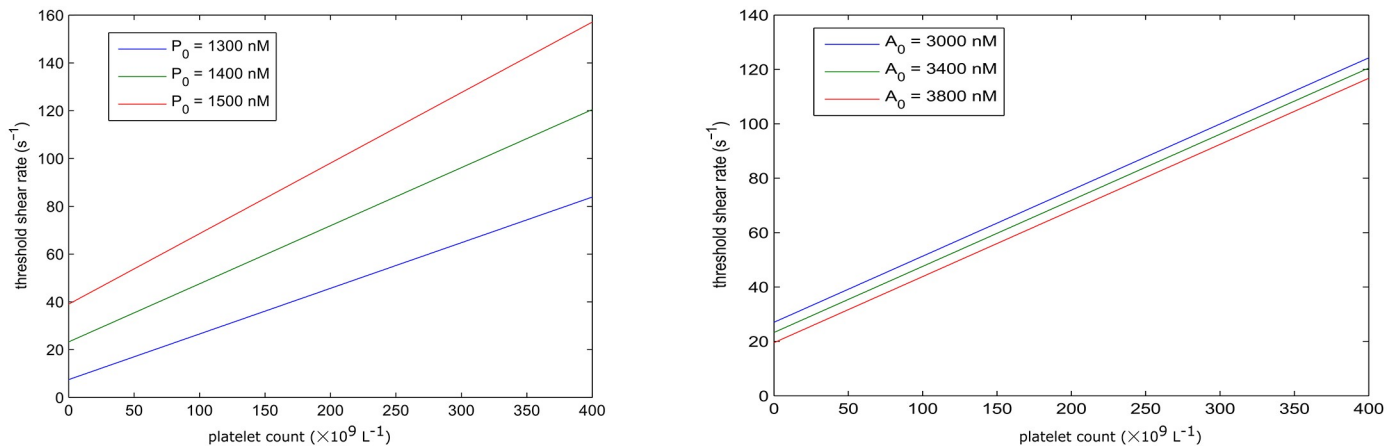 160
140
120
100
80
60
40
20
0
threshold shear rate (s⁻¹)
P₀ = 1300 nM
P₀ = 1400 nM
P₀ = 1500 nM
0 50 100 150 200 250 300 350 400
platelet count (×10⁹ L⁻¹)
140
120
100
80
60
40
20
0
threshold shear rate (s⁻¹)
A₀ = 3000 nM
A₀ = 3400 nM
A₀ = 3800 nM
0 50 100 150 200 250 300 350 400
platelet count (×10⁹ L⁻¹)